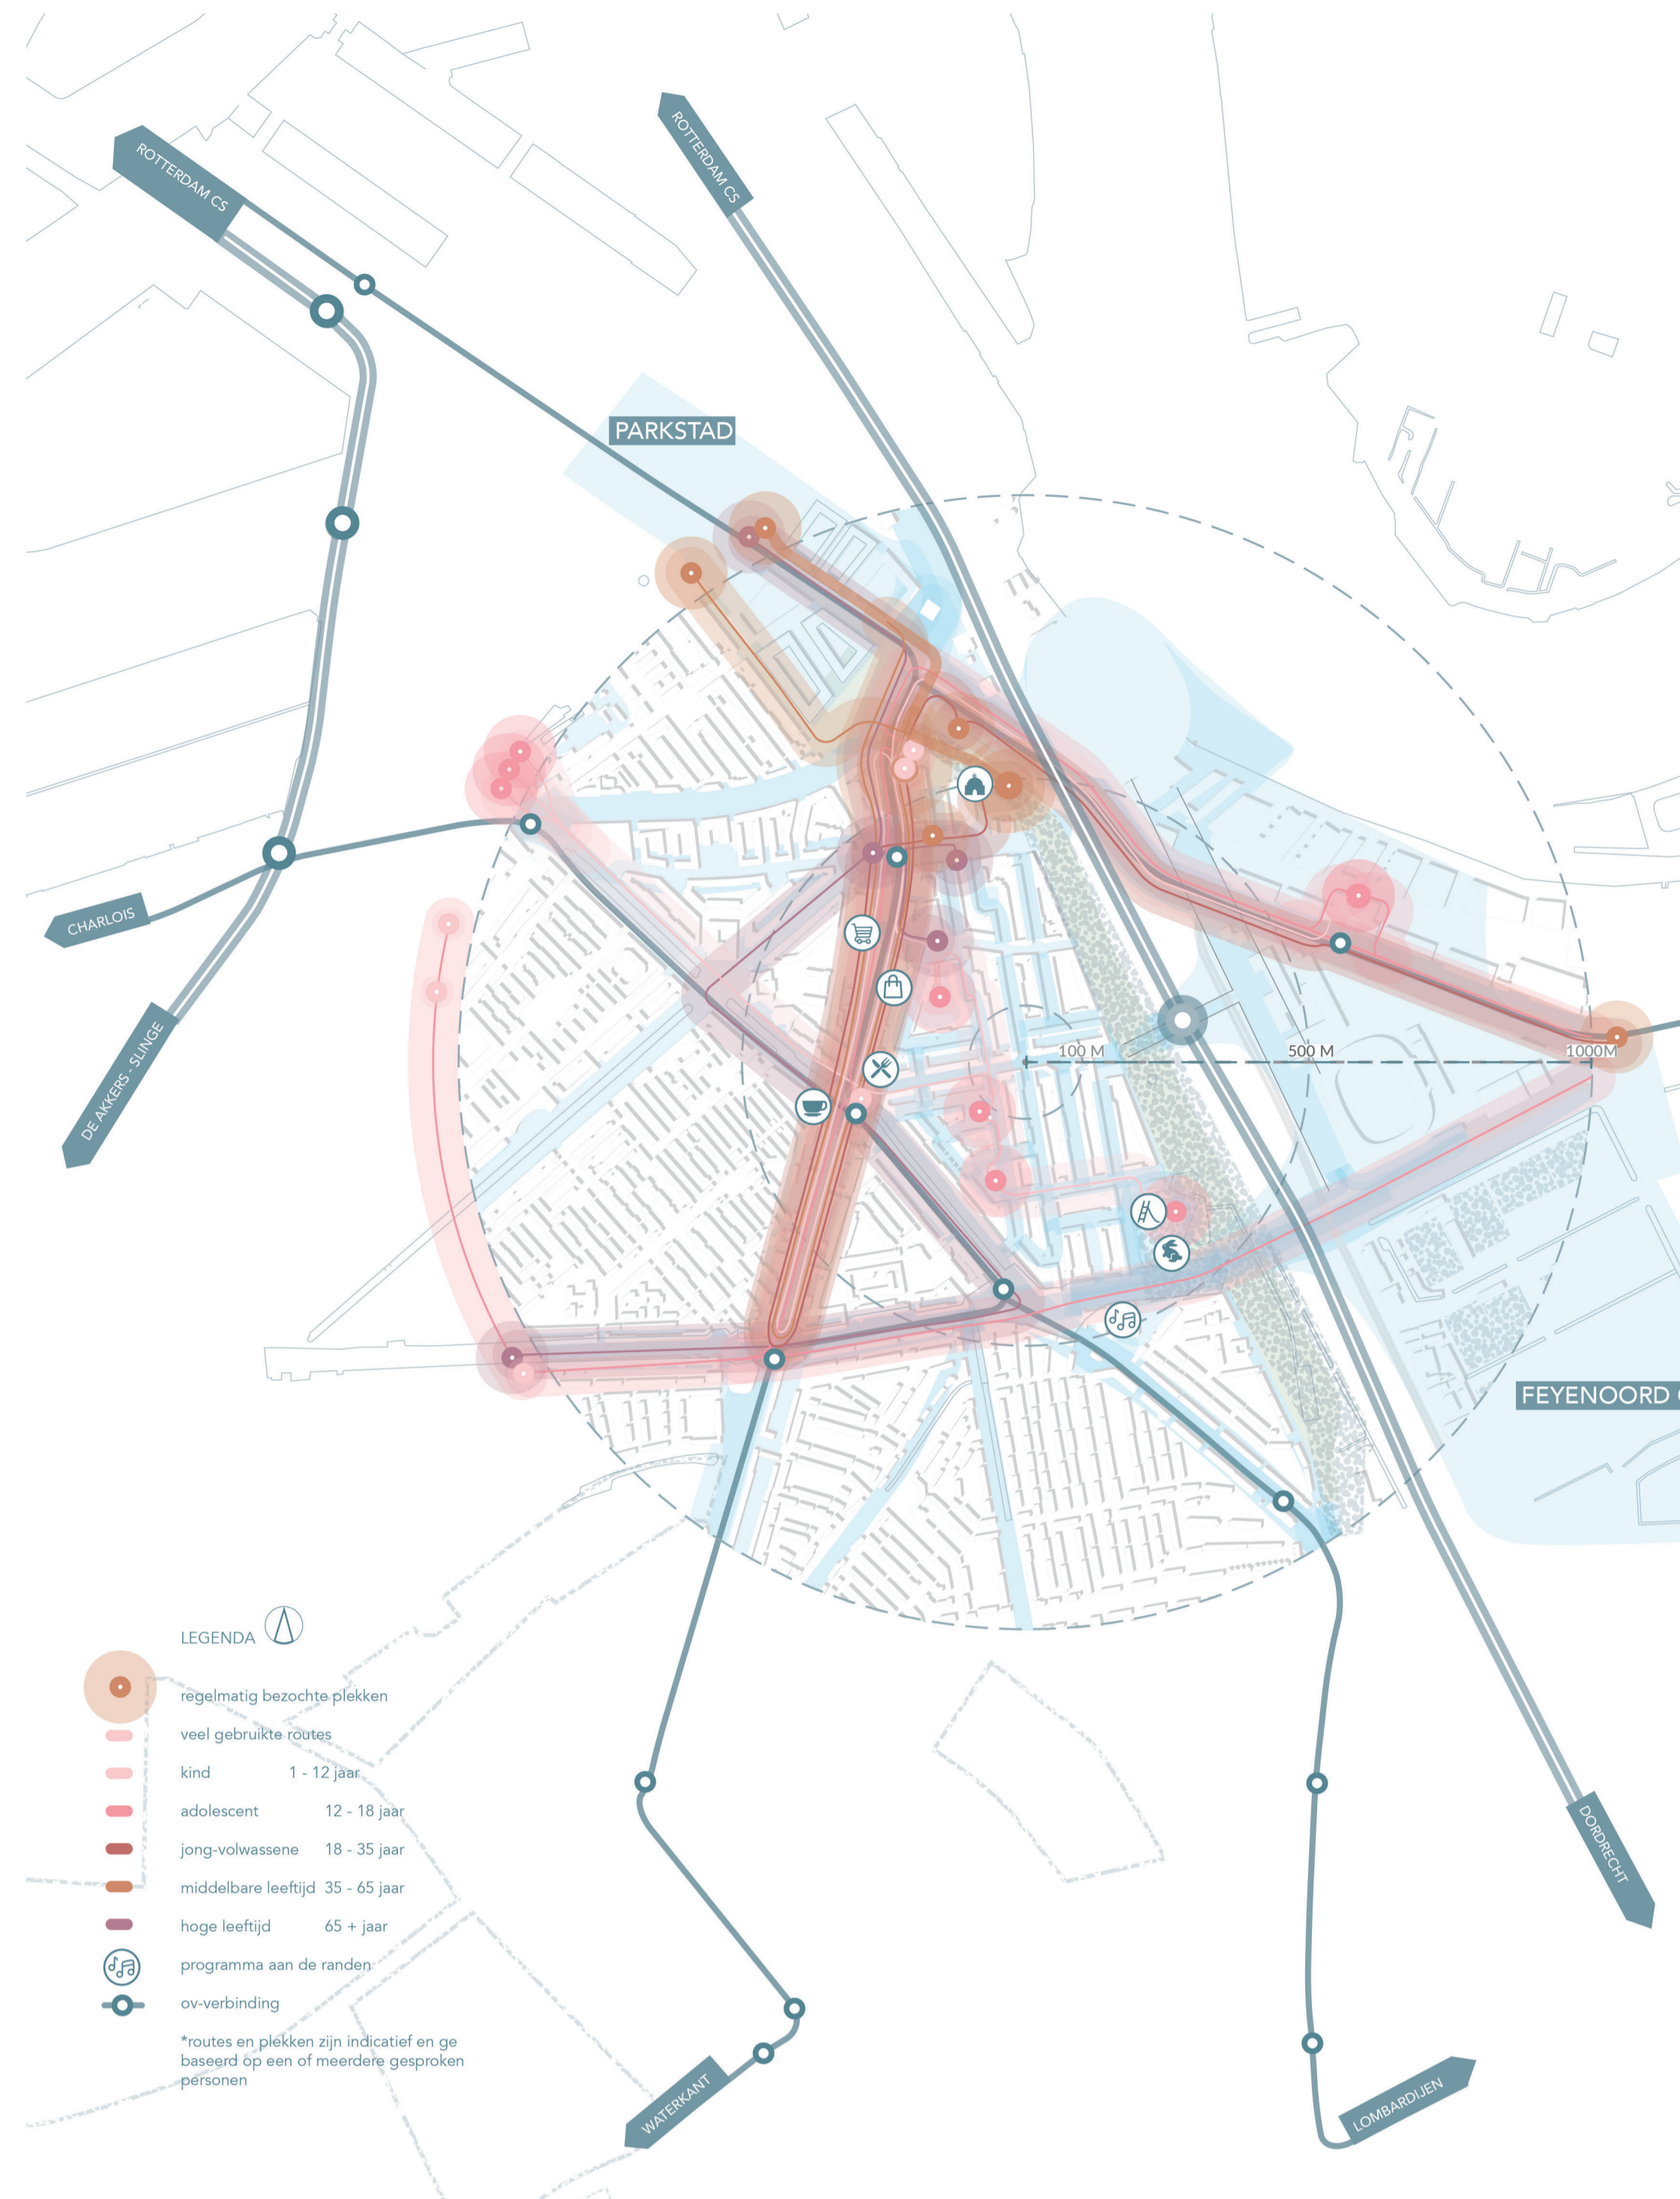 ROTTERDAM CS
ROTTERDAM CS
PARKSTAD
CHARLOIS
DE AKKERS - SLINGE
100 M
500 M
1000M
FEYENOORD
LEGENDA
regelmatig bezochte plekken
veel gebruikte routes
kind 1 - 12 jaar
adolescent 12 - 18 jaar
jong-volwassene 18 - 35 jaar
middelbare leeftijd 35 - 65 jaar
hoge leeftijd 65 + jaar
programma aan de randen
ov-verbinding
*routes en plekken zijn indicatief en ge
baseerd op een of meerdere gesproken
personen
DORDRECHT
WATERKANT
LOMBARDIJEN